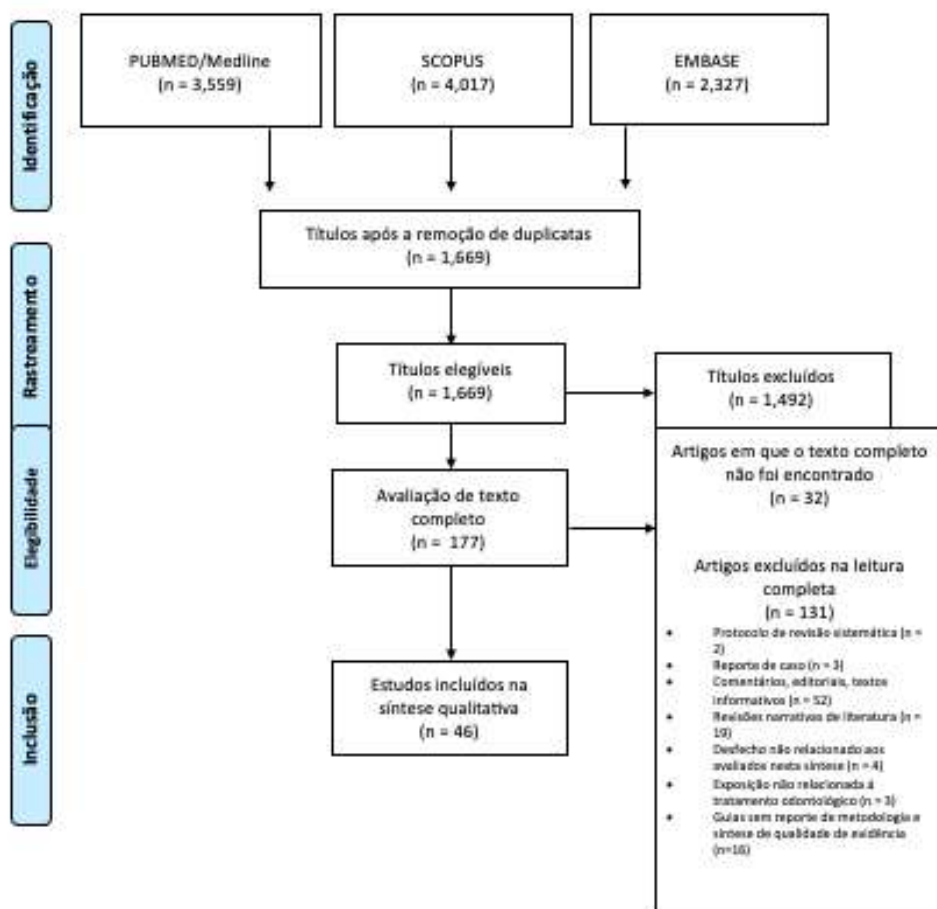 Identificação
PUBMED/Medline
(n = 3,559)
SCOPUS
(n = 4,017)
EMBASE
(n = 2,327)
Títulos após a remoção de duplicatas
(n = 1,669)
Rastreamento
Títulos elegíveis
(n = 1,669)
Títulos excluídos
(n = 1,492)
Elegibilidade
Avaliação de texto
completo
(n = 177)
Artigos em que o texto completo
não foi encontrado
(n = 32)
Artigos excluídos na leitura
completa
(n = 131)
• Protocolo de revisão sistemática (n =
2)
• Reporte de caso (n = 3)
• Comentários, editoriais, textos
informativos (n = 52)
• Revisões narrativas de literatura (n =
19)
• Desfecho não relacionado aos
avaliados nesta síntese (n = 4)
• Exposição não relacionada à
tratamento odontológico (n = 3)
• Guias sem reporte de metodologia e
síntese de qualidade de evidência
(n=16)
Inclusão
Estudos incluídos na
síntese qualitativa
(n = 46)